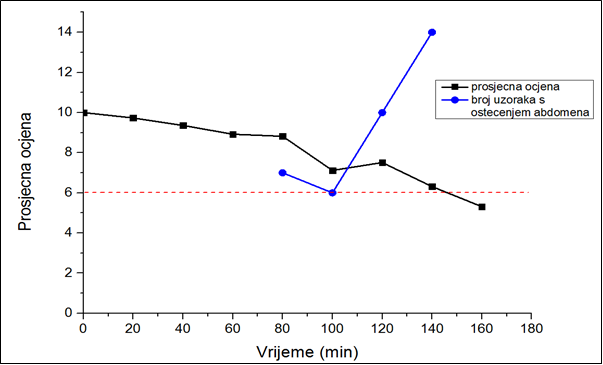 14
12
10
8
6
4
2
0
Prosjecna ocjena
prosjecna ocjena
broj uzoraka s
ostecenjem abdomena
0 20 40 60 80 100 120 140 160 180
Vrijeme (min)